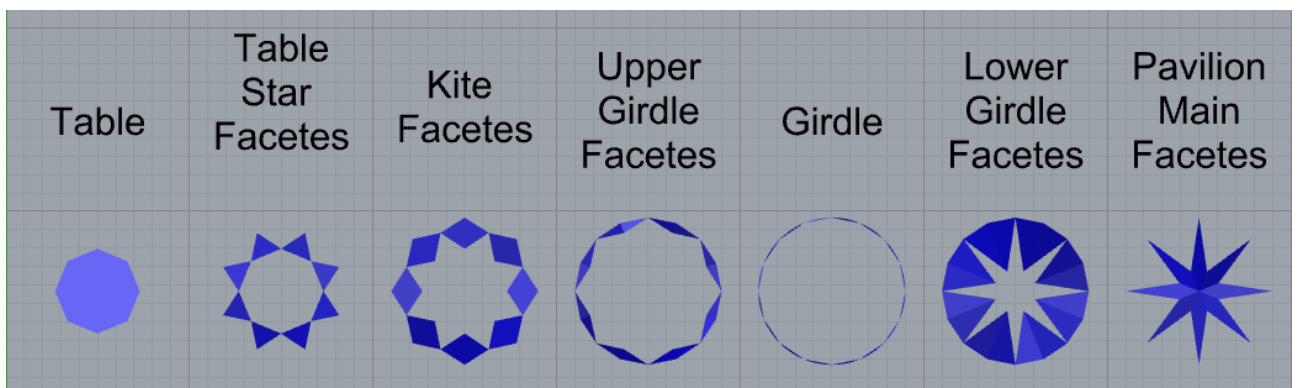 Table
Table
Star
Facetes
Kite
Facetes
Upper
Girdle
Facetes
Girdle
Lower
Girdle
Facetes
Pavilion
Main
Facetes